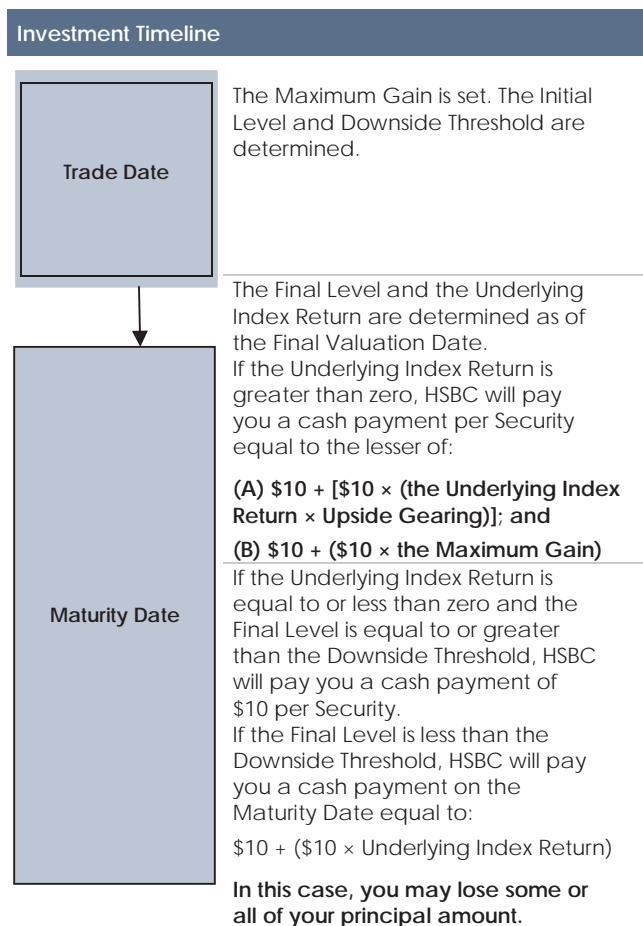 Investment Timeline
Trade Date
The Maximum Gain is set. The Initial
Level and Downside Threshold are
determined.
Maturity Date
The Final Level and the Underlying
Index Return are determined as of
the Final Valuation Date.
If the Underlying Index Return is
greater than zero, HSBC will pay
you a cash payment per Security
equal to the lesser of:
(A) $10 + [$10 × (the Underlying Index
Return × Upside Gearing)]; and
(B) $10 + ($10 × the Maximum Gain)
If the Underlying Index Return is
equal to or less than zero and the
Final Level is equal to or greater
than the Downside Threshold, HSBC
will pay you a cash payment of
$10 per Security.
If the Final Level is less than the
Downside Threshold, HSBC will pay
you a cash payment on the
Maturity Date equal to:
$10 + ($10 × Underlying Index Return)
In this case, you may lose some or
all of your principal amount.